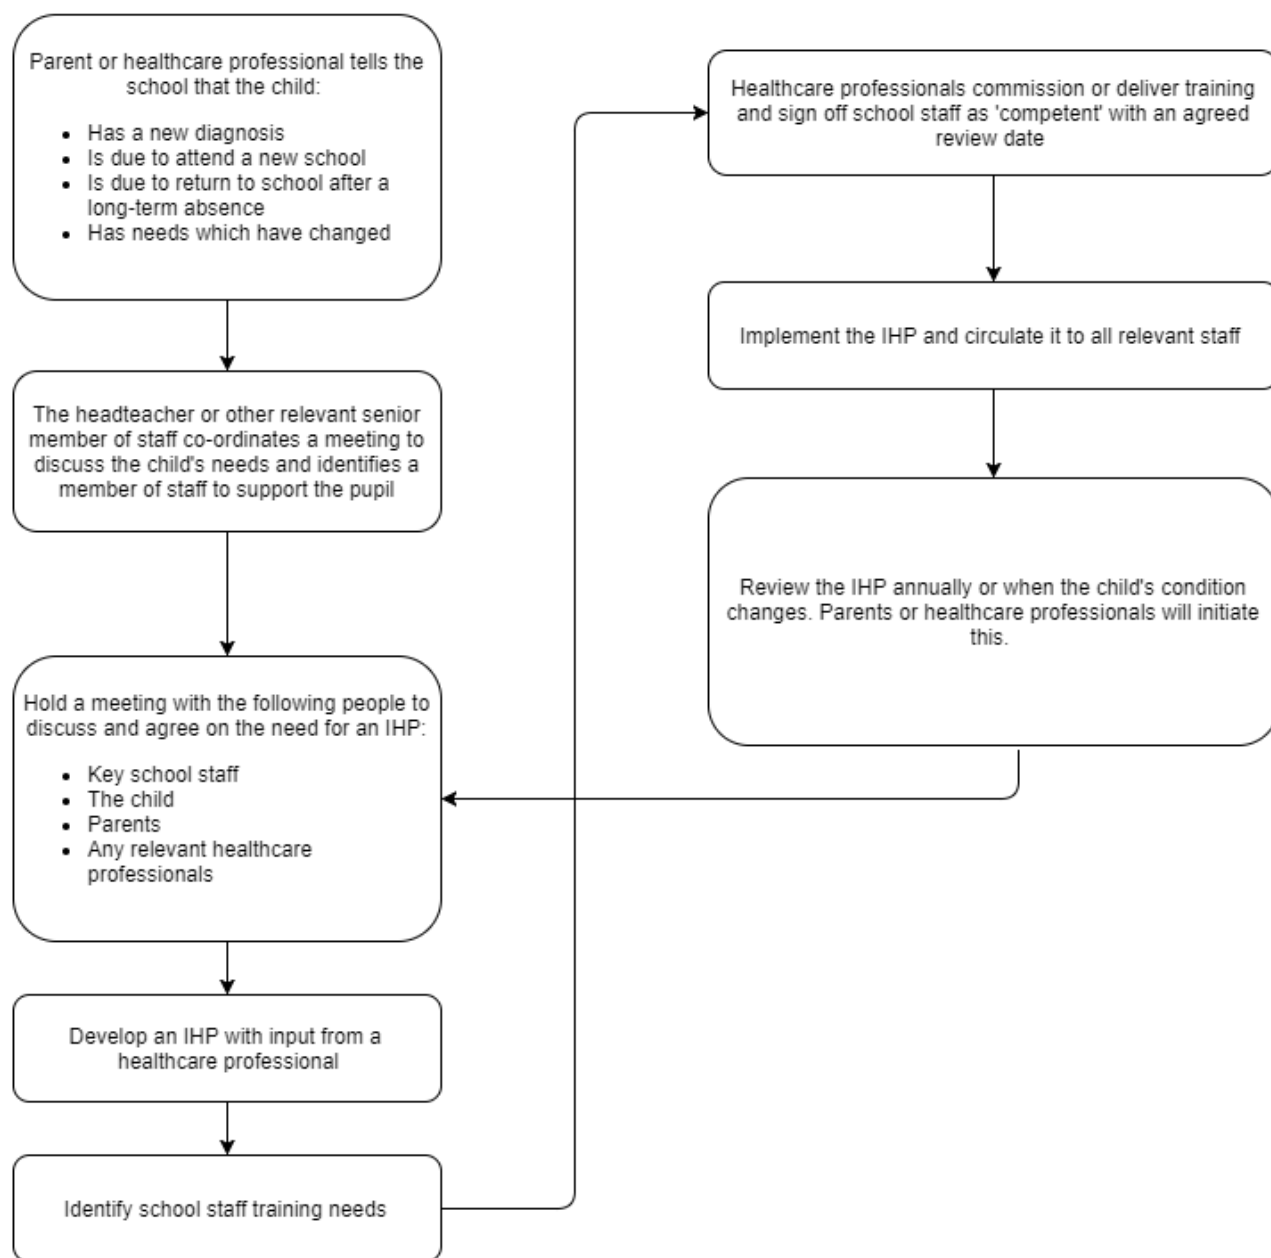 Parent or healthcare professional tells the
school that the child:
• Has a new diagnosis
• Is due to attend a new school
• Is due to return to school after a
long-term absence
• Has needs which have changed
The headteacher or other relevant senior
member of staff co-ordinates a meeting to
discuss the child's needs and identifies a
member of staff to support the pupil
Hold a meeting with the following people to
discuss and agree on the need for an IHP:
• Key school staff
• The child
• Parents
• Any relevant healthcare
professionals
Develop an IHP with input from a
healthcare professional
Identify school staff training needs
Healthcare professionals commission or deliver training
and sign off school staff as 'competent' with an agreed
review date
Implement the IHP and circulate it to all relevant staff
Review the IHP annually or when the child's condition
changes. Parents or healthcare professionals will initiate
this.